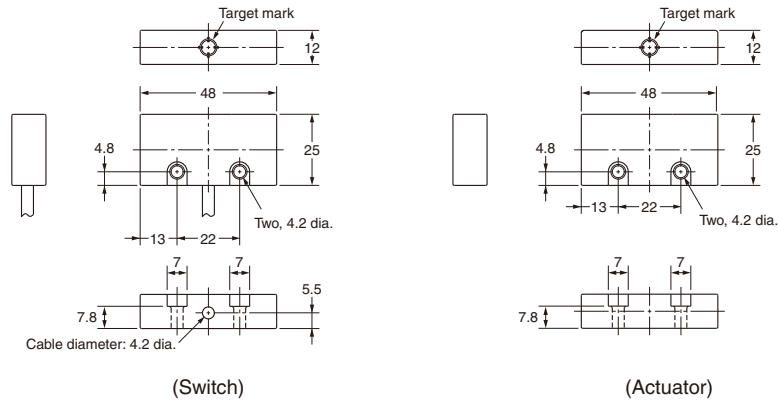 Target mark
12
48
25
4.8
Two, 4.2 dia.
13
22
7
7
5.5
7.8
Cable diameter: 4.2 dia.
(Switch)
Target mark
12
48
25
4.8
Two, 4.2 dia.
13
22
7
7
7.8
(Actuator)